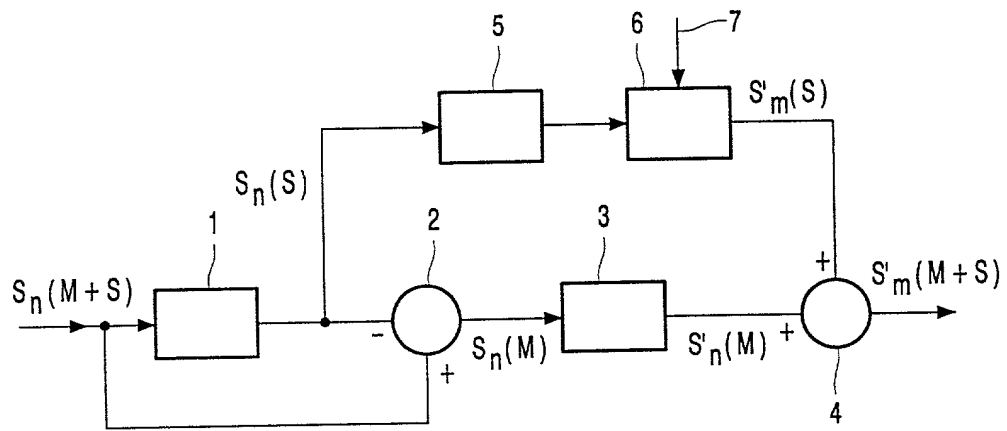 5
6
7
S'm(S)
Sn(S)
1
2
3
Sn(M+S)
S'm(M+S)
+
-
+
+
Sn(M)
S'n(M)
4